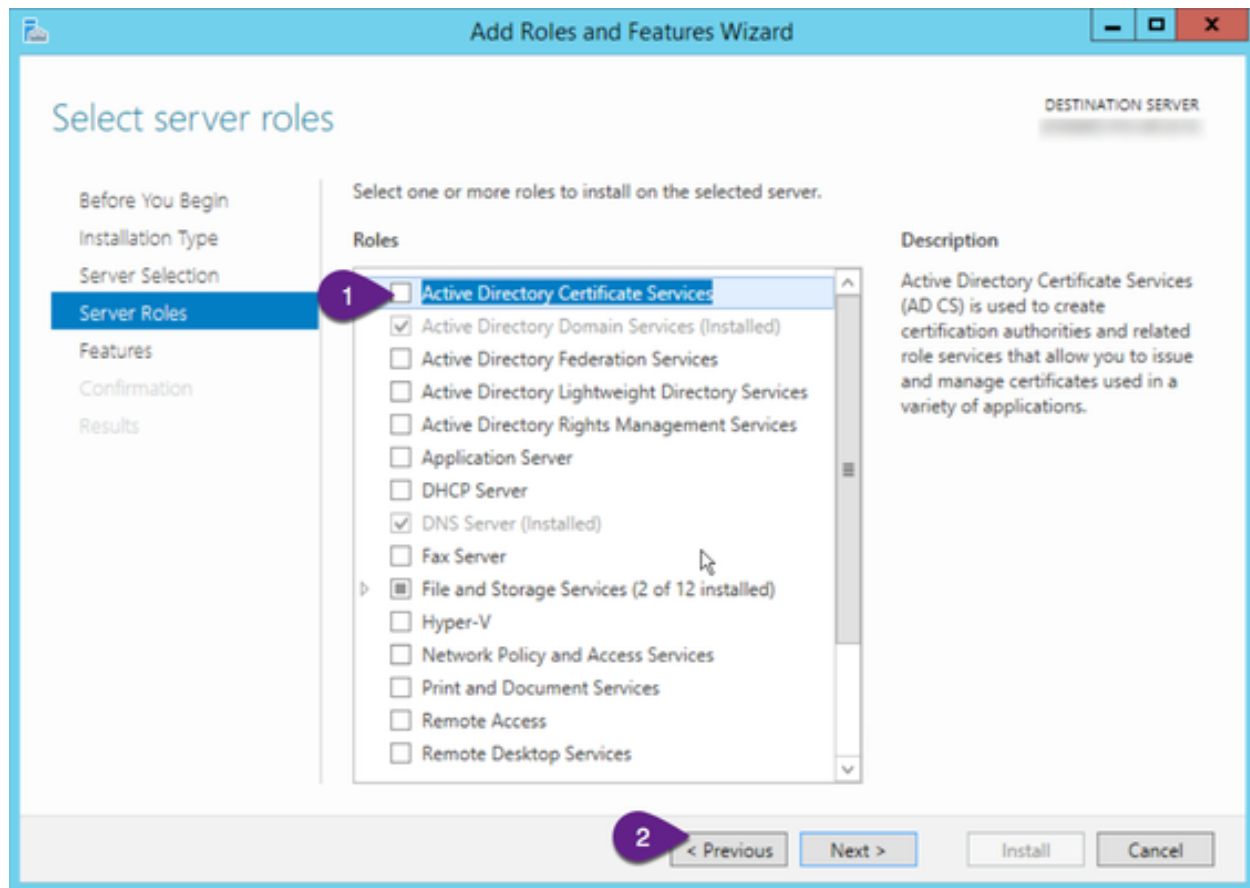 Add Roles and Features Wizard
Select server roles
DESTINATION SERVER
Before You Begin
Installation Type
Server Selection
Server Roles
Features
Confirmation
Results
Select one or more roles to install on the selected server.
Roles
1
Active Directory Certificate Services
Active Directory Domain Services (Installed)
Active Directory Federation Services
Active Directory Lightweight Directory Services
Active Directory Rights Management Services
Application Server
DHCP Server
DNS Server (Installed)
Fax Server
File and Storage Services (2 of 12 installed)
Hyper-V
Network Policy and Access Services
Print and Document Services
Remote Access
Remote Desktop Services
Description
Active Directory Certificate Services
(AD CS) is used to create
certification authorities and related
role services that allow you to issue
and manage certificates used in a
variety of applications.
2
< Previous
Next >
Install
Cancel